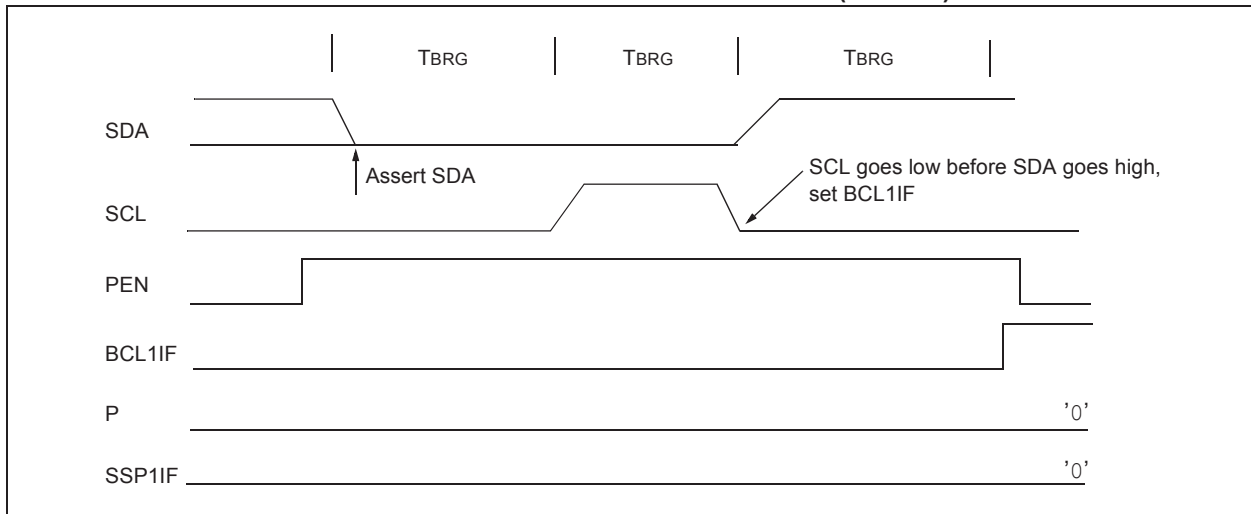 TBRG TBRG TBRG
SDA
Assert SDA
SCL goes low before SDA goes high,
set BCL1IF
SCL
PEN
BCL1IF
P '0'
SSP1IF '0'